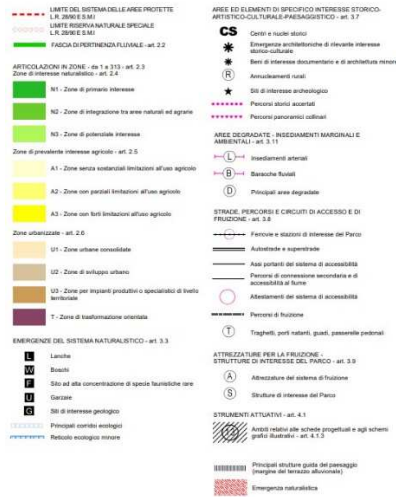 LIMITE DEL SISTEMA DELLE AREE PROTETTE
L.R. 28/90 E S.M.I
LIMITE RISERVA NATURALE SPECIALE
L.R. 28/90 E S.M.I
FASCIA DI PERTINENZA FLUVIALE - art. 2.2
ARTICOLAZIONI IN ZONE - da 1 a 313 - art. 2.3
Zone di interesse naturalistico - art. 2.4
N1 - Zone di primario interesse
N2 - Zone di integrazione tra aree naturali ed agrarie
N3 - Zone di potenziale interesse
Zone di prevalente interesse agricolo - art. 2.5
A1 - Zone senza sostanziali limitazioni all'uso agricolo
A2 - Zone con parziali limitazioni all'uso agricolo
A3 - Zone con forti limitazioni all'uso agricolo
Zone urbanizzate - art. 2.6
U1 - Zone urbane consolidate
U2 - Zone di sviluppo urbano
U3 - Zone per impianti produttivi o specialistici di livello
territoriale
T - Zone di trasformazione orientata
EMERGENZE DEL SISTEMA NATURALISTICO - art. 3.3
L Lanche
W Boschi
F Sito ad alta concentrazione di specie faunistiche rare
U Garzaie
G Siti di interesse geologico
Principali corridoi ecologici
Reticolo ecologico minore
AREE ED ELEMENTI DI SPECIFICO INTERESSE STORICO-
ARTISTICO-CULTURALE-PAESAGGISTICO - art. 3.7
CS Centri e nuclei storici
Emergenze architettoniche di rilevante interesse
storico-culturale
Beni di interesse documentario e di architettura minore
R Annucleamenti rurali
Siti di interesse archeologico
Percorsi storici accertati
Percorsi panoramici collinari
AREE DEGRADATE - INSEDIAMENTI MARGINALI E
AMBIENTALI - art. 3.11
L Insediamenti arteriali
B Baracche fluviali
D Principali aree degradate
STRADE, PERCORSI E CIRCUITI DI ACCESSO E DI
FRUIZIONE - art. 3.8
Ferrovie e stazioni di interesse del Parco
Autostrade e superstrade
Assi portanti del sistema di accessibilità
Percorsi di connessione secondaria e di
accessibilità al fiume
Attestamenti del sistema di accessibilità
Percorsi di fruizione
T Traghetti, porti natanti, guadi, passerelle pedonali
ATTREZZATURE PER LA FRUIZIONE -
STRUTTURE DI INTERESSE DEL PARCO - art. 3.9
A Attrezzature del sistema di fruizione
S Strutture di interesse del Parco
STRUMENTI ATTUATIVI - art. 4.1
Ambiti relativi alle schede progettuali e agli schemi
grafici illustrativi - art. 4.1.3
Principali strutture guida del paesaggio
(margine del terrazzo alluvionale)
Emergenza naturalistica